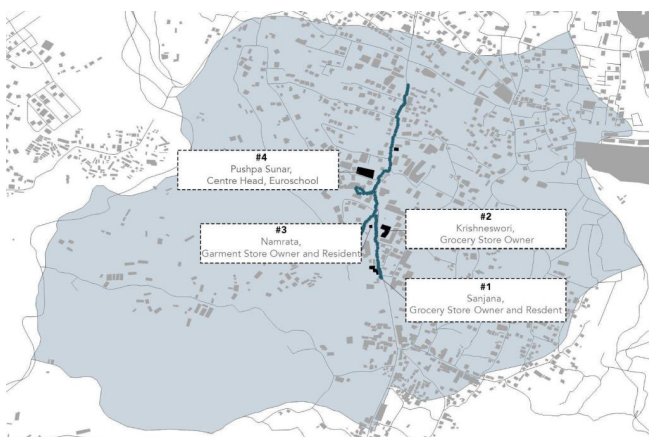 #4
Pushpa Sunar,
Centre Head, Euroschool
#3
Namrata,
Garment Store Owner and Resident
#2
Krishneswori,
Grocery Store Owner
#1
Sanjana,
Grocery Store Owner and Resdent